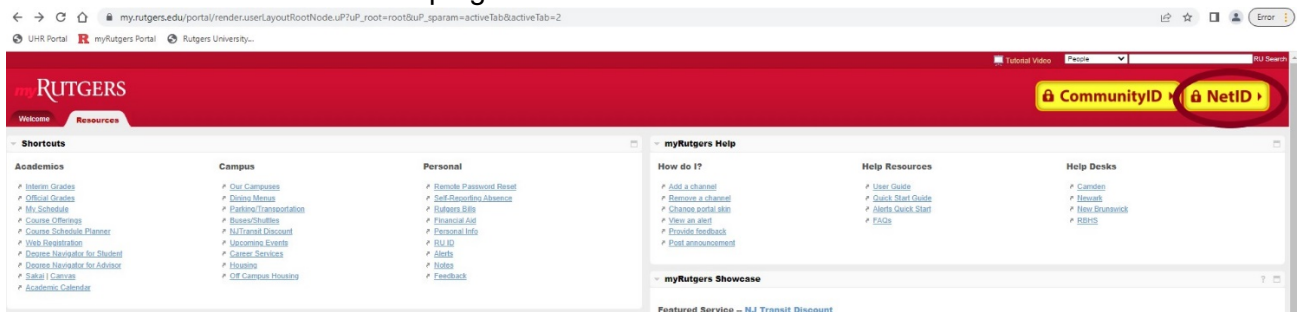 my.rutgers.edu/portal/render.userLayoutRootNode.uP?uP_root=root&uP_sparam=activeTab&activeTab=2
Error
UHR Portal myRutgers Portal Rutgers University...
Tutorial Video People RU Search
myRUTGERS
CommunityID NetID
Welcome Resources
Shortcuts
Academics Campus Personal
Interim Grades Our Campuses Remote Password Reset
Official Grades Dining Menus Self-Reporting Absence
My Schedule Parking/Transportation Rutgers Bills
Course Offerings Buses/Shuttles Financial Aid
Course Schedule Planner NJTransit Discount Personal Info
Web Registration Upcoming Events RU ID
Degree Navigator for Student Career Services Alerts
Degree Navigator for Advisor Housing Notes
Sakai | Canvas Off Campus Housing Feedback
Academic Calendar
myRutgers Help
How do I? Help Resources Help Desks
Add a channel User Guide Camden
Remove a channel Quick Start Guide Newark
Change portal skin Alerts Quick Start New Brunswick
View an alert FAQs RBHS
Provide feedback
Post announcement
myRutgers Showcase ?
Featured Service -- NJ Transit Discount